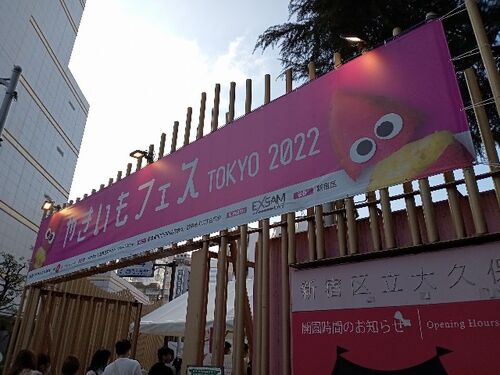 やきいもフェス TOKYO 2022
EXSAM
新宿区
新宿区立大久保
開園時間のお知らせ
Opening Hours